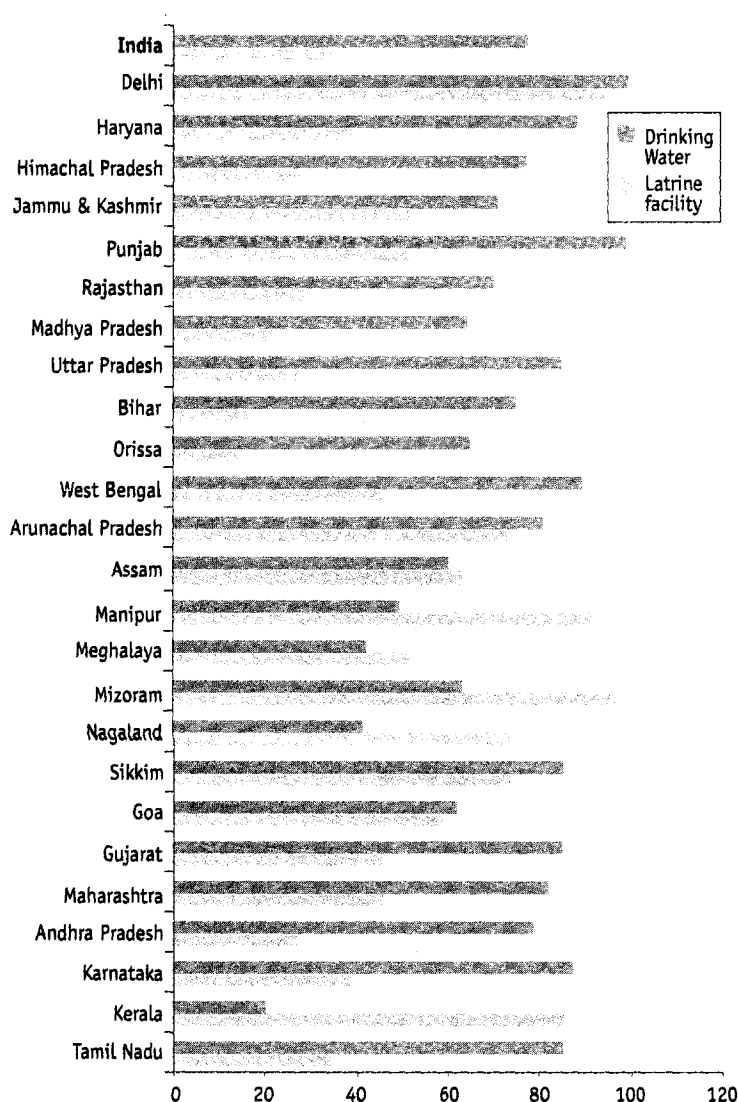 India
Delhi
Haryana
Himachal Pradesh
Jammu & Kashmir
Punjab
Rajasthan
Madhya Pradesh
Uttar Pradesh
Bihar
Orissa
West Bengal
Arunachal Pradesh
Assam
Manipur
Meghalaya
Mizoram
Nagaland
Sikkim
Goa
Gujarat
Maharashtra
Andhra Pradesh
Karnataka
Kerala
Tamil Nadu
Drinking
Water
Latrine
facility
0 20 40 60 80 100 120